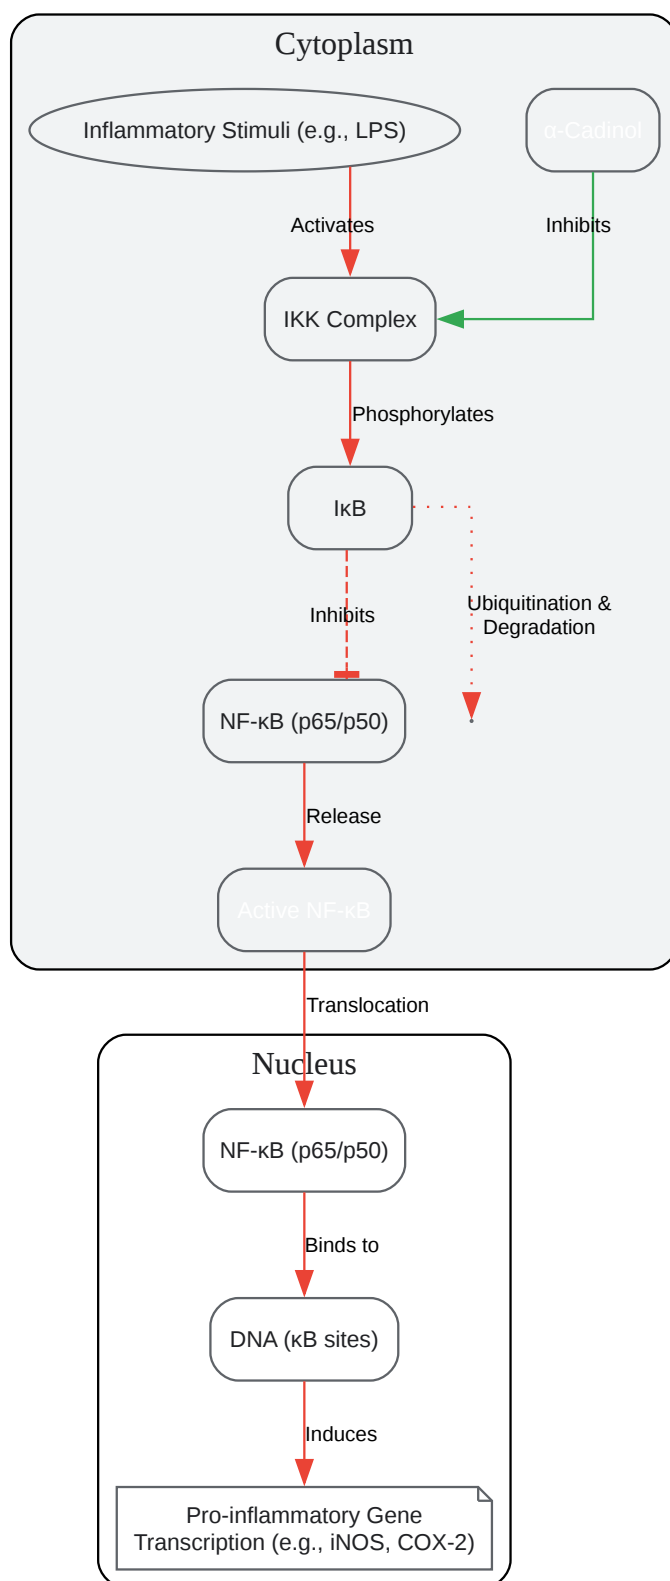 Cytoplasm
Inflammatory Stimuli (e.g., LPS)
α-Cadinol
Activates
Inhibits
IKK Complex
Phosphorylates
IκB
Inhibits
Ubiquitination &
Degradation
NF-κB (p65/p50)
Release
Active NF-κB
Translocation
Nucleus
NF-κB (p65/p50)
Binds to
DNA (κB sites)
Induces
Pro-inflammatory Gene
Transcription (e.g., iNOS, COX-2)